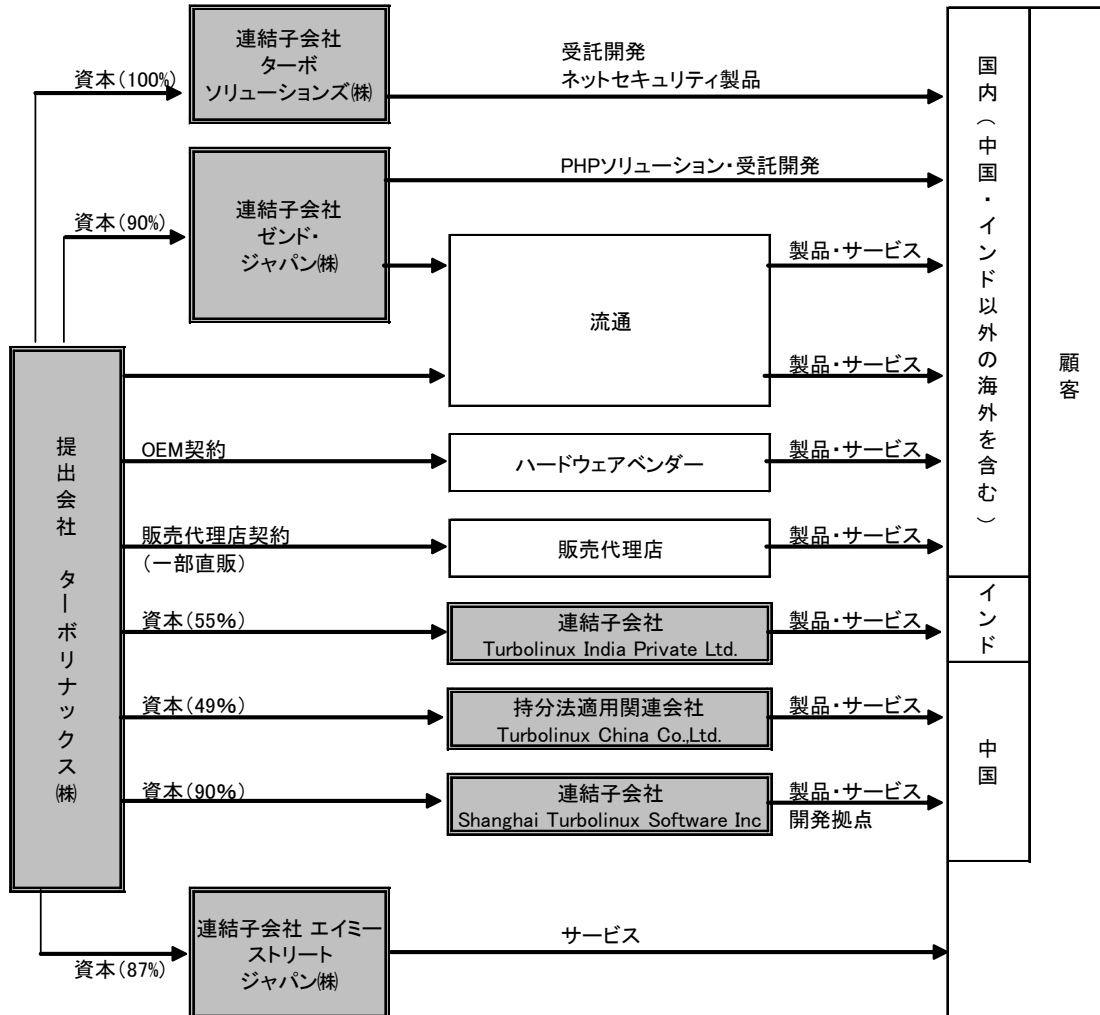 連結子会社
ターボ
ソリューションズ㈱
資本(100%)
受託開発
ネットセキュリティ製品
連結子会社
ゼンド・
ジャパン㈱
資本(90%)
PHPソリューション・受託開発
流通
製品・サービス
製品・サービス
提出会社 ターボリナックス㈱
OEM契約
ハードウェアベンダー
製品・サービス
販売代理店契約
(一部直販)
販売代理店
製品・サービス
資本(55%)
連結子会社
Turbolinux India Private Ltd.
製品・サービス
資本(49%)
持分法適用関連会社
Turbolinux China Co.,Ltd.
製品・サービス
資本(90%)
連結子会社
Shanghai Turbolinux Software Inc
製品・サービス
開発拠点
資本(87%)
連結子会社 エイミー
ストリート
ジャパン㈱
サービス
国内(中国・インド以外の海外を含む)
インド
中国
顧客